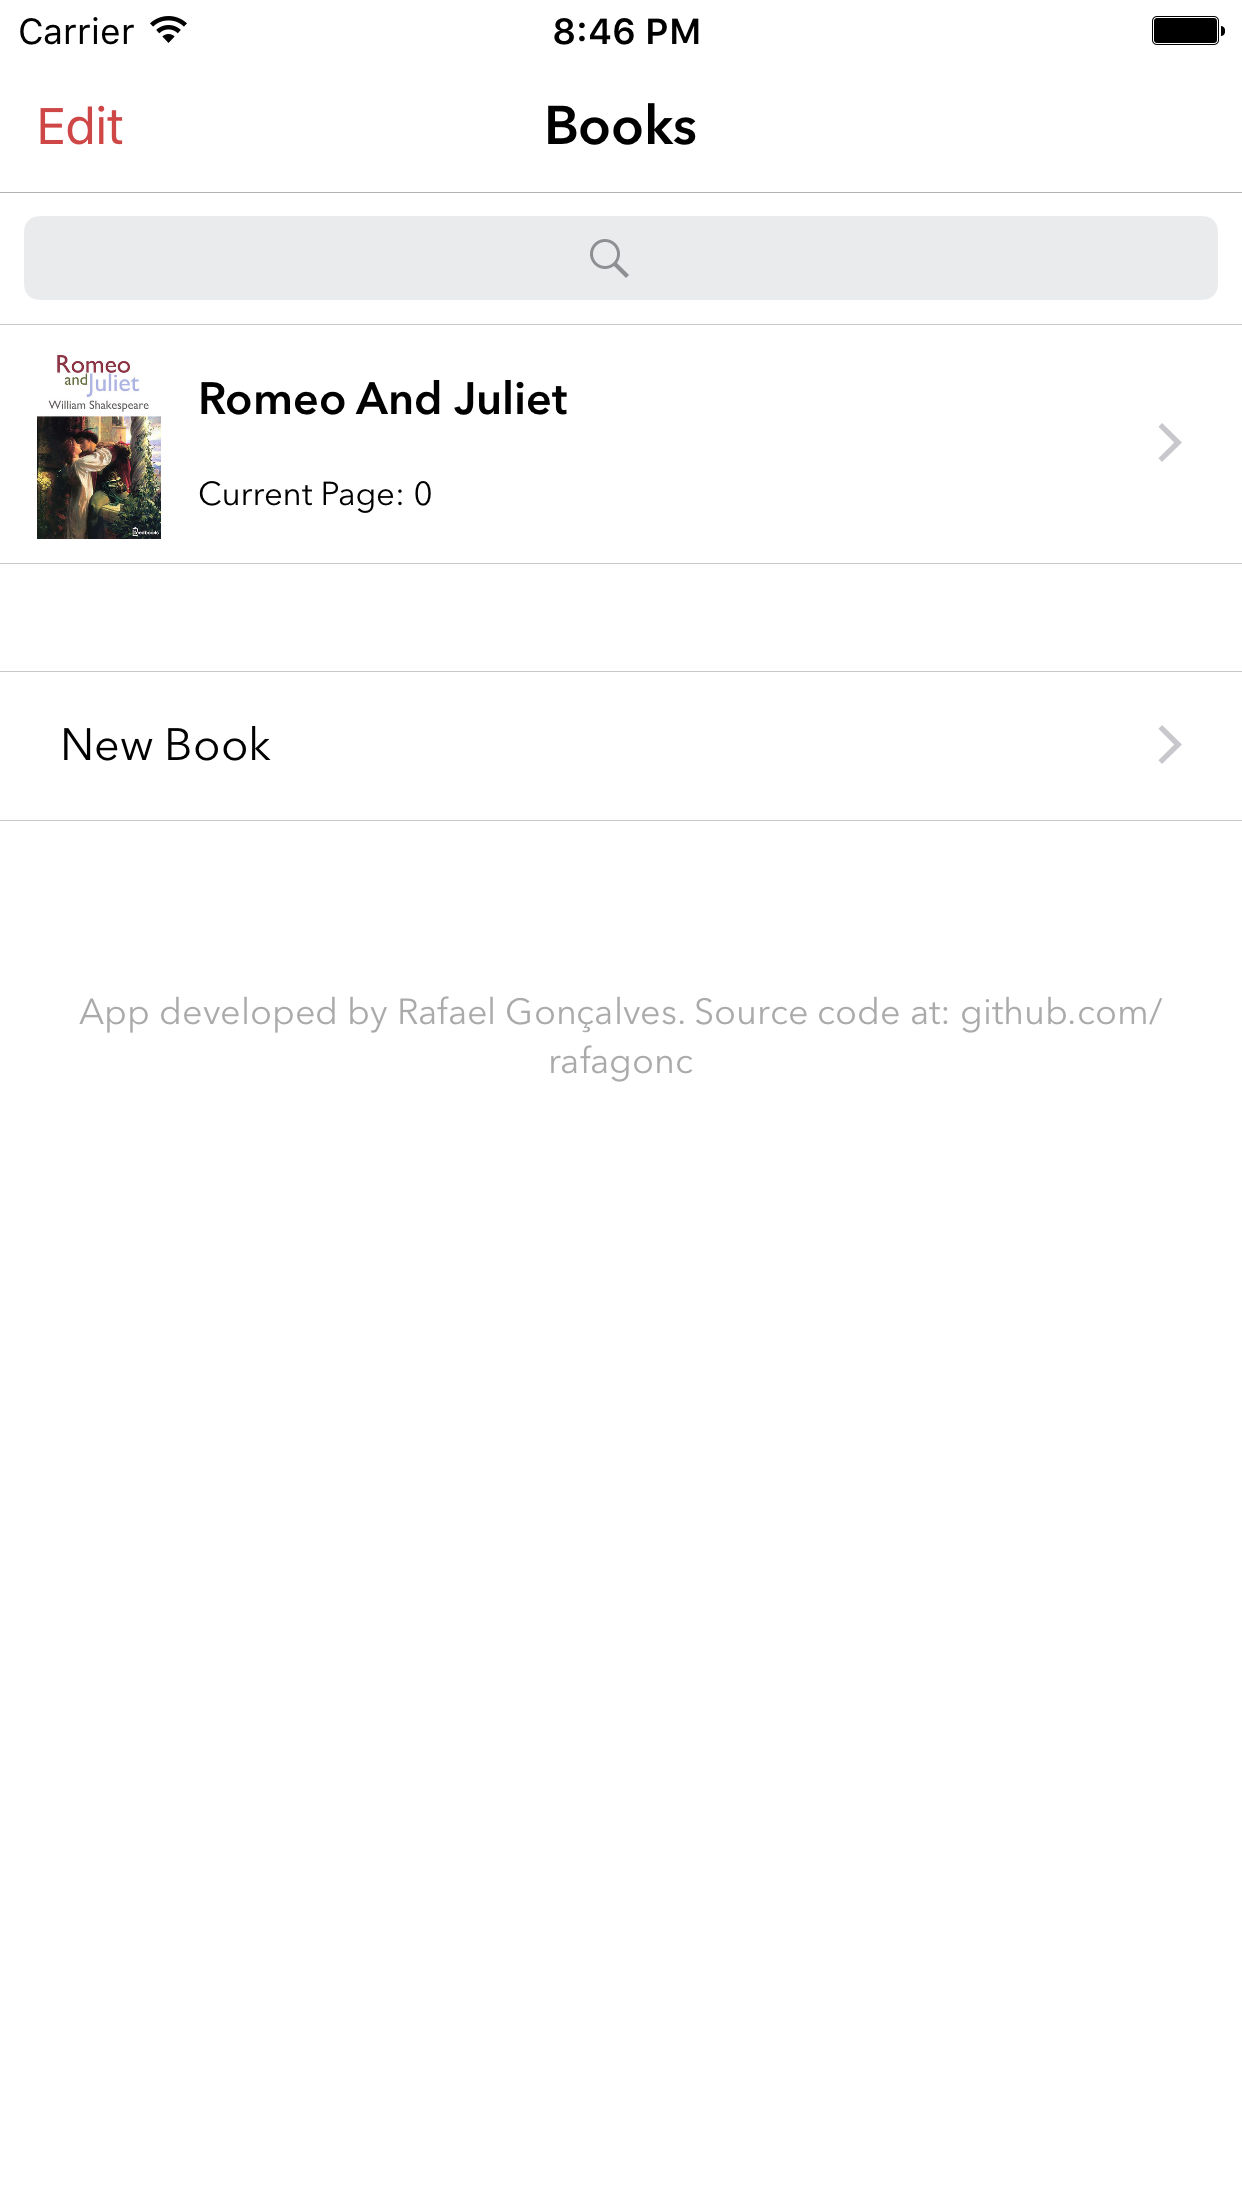 Carrier 8:46 PM
Edit Books
Romeo
and Juliet
William Shakespeare
Romeo And Juliet
Current Page: 0
New Book
App developed by Rafael Gonçalves. Source code at: github.com/
rafagonc